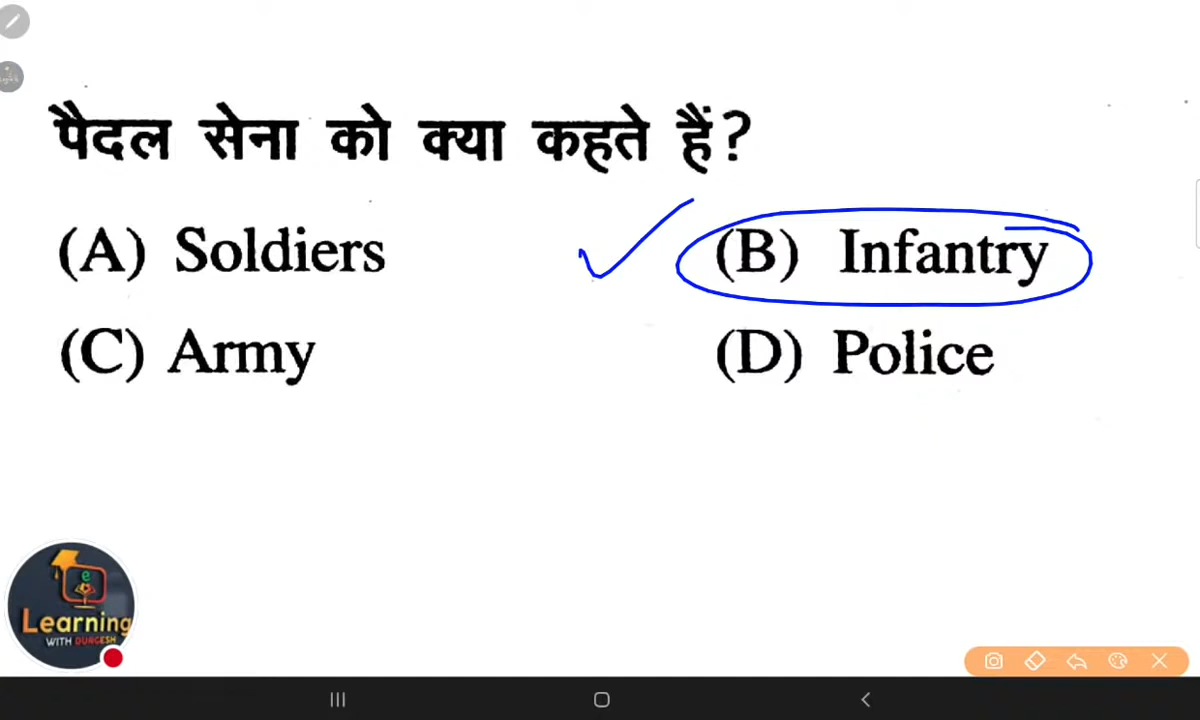 पैदल सेना को क्या कहते हैं?
(A) Soldiers
(B) Infantry
(C) Army
(D) Police
e
Learning
WITH DURGESH